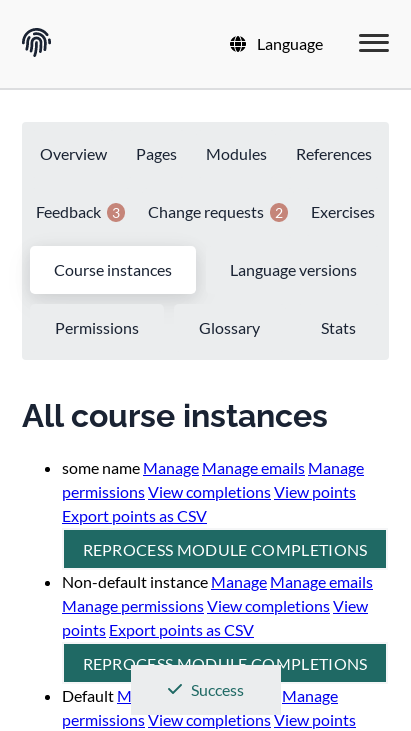 Language
Overview Pages Modules References
Feedback 3 Change requests 2 Exercises
Course instances Language versions
Permissions Glossary Stats
All course instances
some name Manage Manage emails Manage
permissions View completions View points
Export points as CSV
REPROCESS MODULE COMPLETIONS
Non-default instance Manage Manage emails
Manage permissions View completions View
points Export points as CSV
REPROCESS MODULE COMPLETIONS
Success
Default Manage
permissions View completions View points